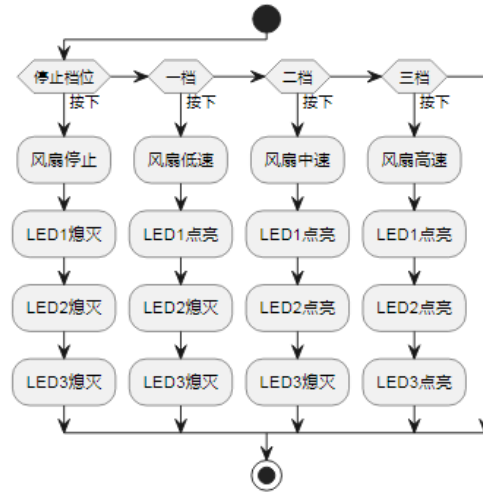 停止档位
一档
二档
三档
按下
按下
按下
按下
风扇停止
风扇低速
风扇中速
风扇高速
LED1熄灭
LED1点亮
LED1点亮
LED1点亮
LED2熄灭
LED2熄灭
LED2点亮
LED2点亮
LED3熄灭
LED3熄灭
LED3熄灭
LED3点亮